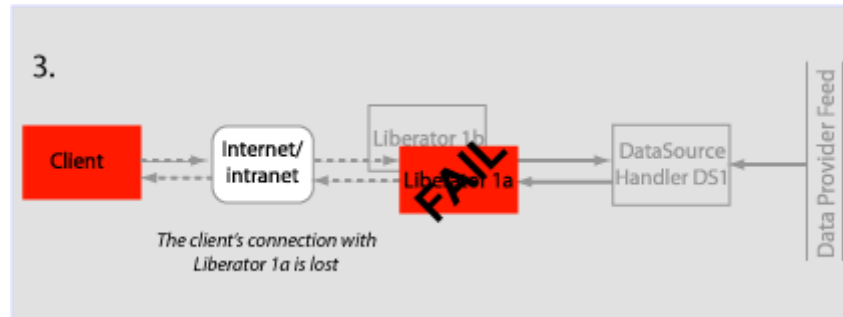 3.
Client
Internet/
intranet
Liberator 1b
Liberator 1a
FAIL
DataSource
Handler DS1
Data Provider Feed
The client's connection with
Liberator 1a is lost